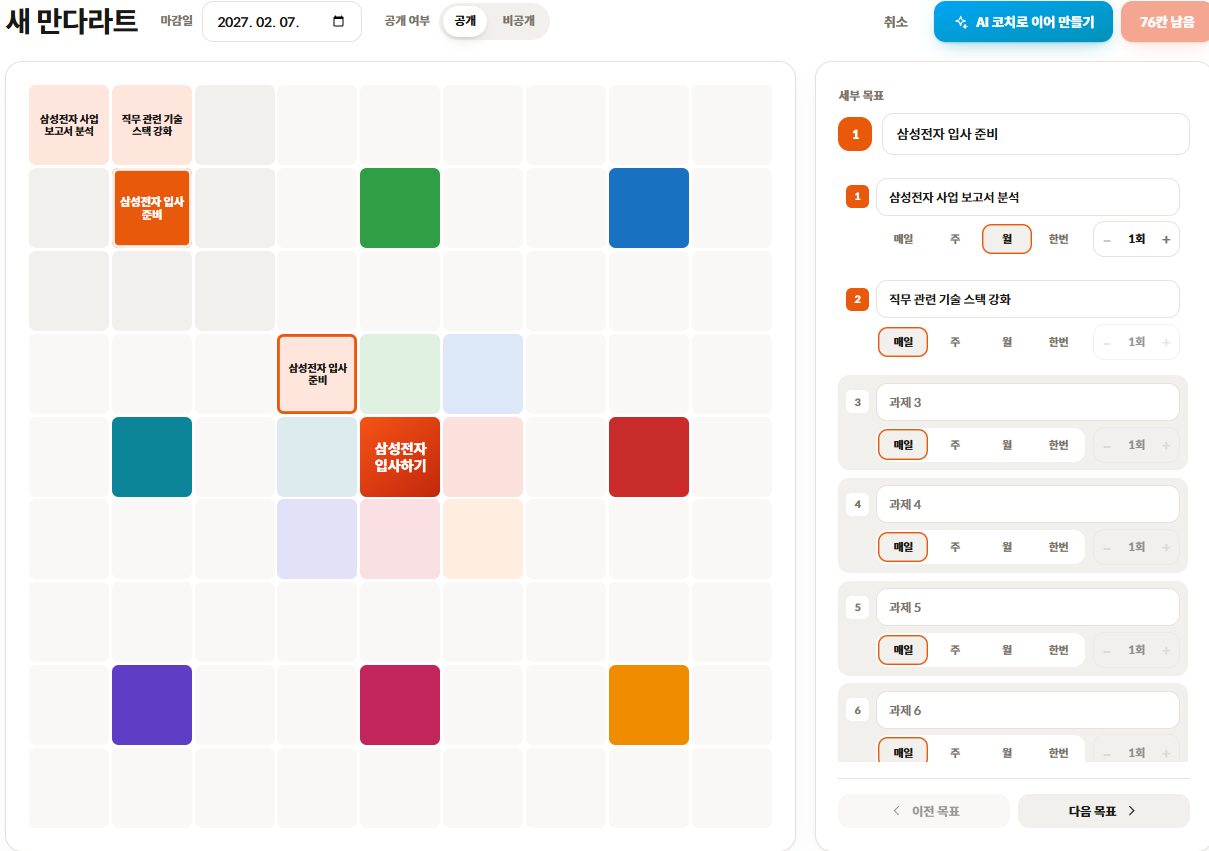 새 만다라트
마감일
2027. 02. 07.
공개 여부
공개
비공개
취소
AI 코치로 이어 만들기
76칸 남음
삼성전자 사업
보고서 분석
직무 관련 기술
스택 강화
삼성전자 입사
준비
삼성전자 입사
준비
삼성전자
입사하기
세부 목표
1
삼성전자 입사 준비
1
삼성전자 사업 보고서 분석
매일
주
월
한번
– 1회 +
2
직무 관련 기술 스택 강화
매일
주
월
한번
– 1회 +
3
과제 3
매일
주
월
한번
– 1회 +
4
과제 4
매일
주
월
한번
– 1회 +
5
과제 5
매일
주
월
한번
– 1회 +
6
과제 6
매일
주
월
한번
– 1회 +
이전 목표
다음 목표